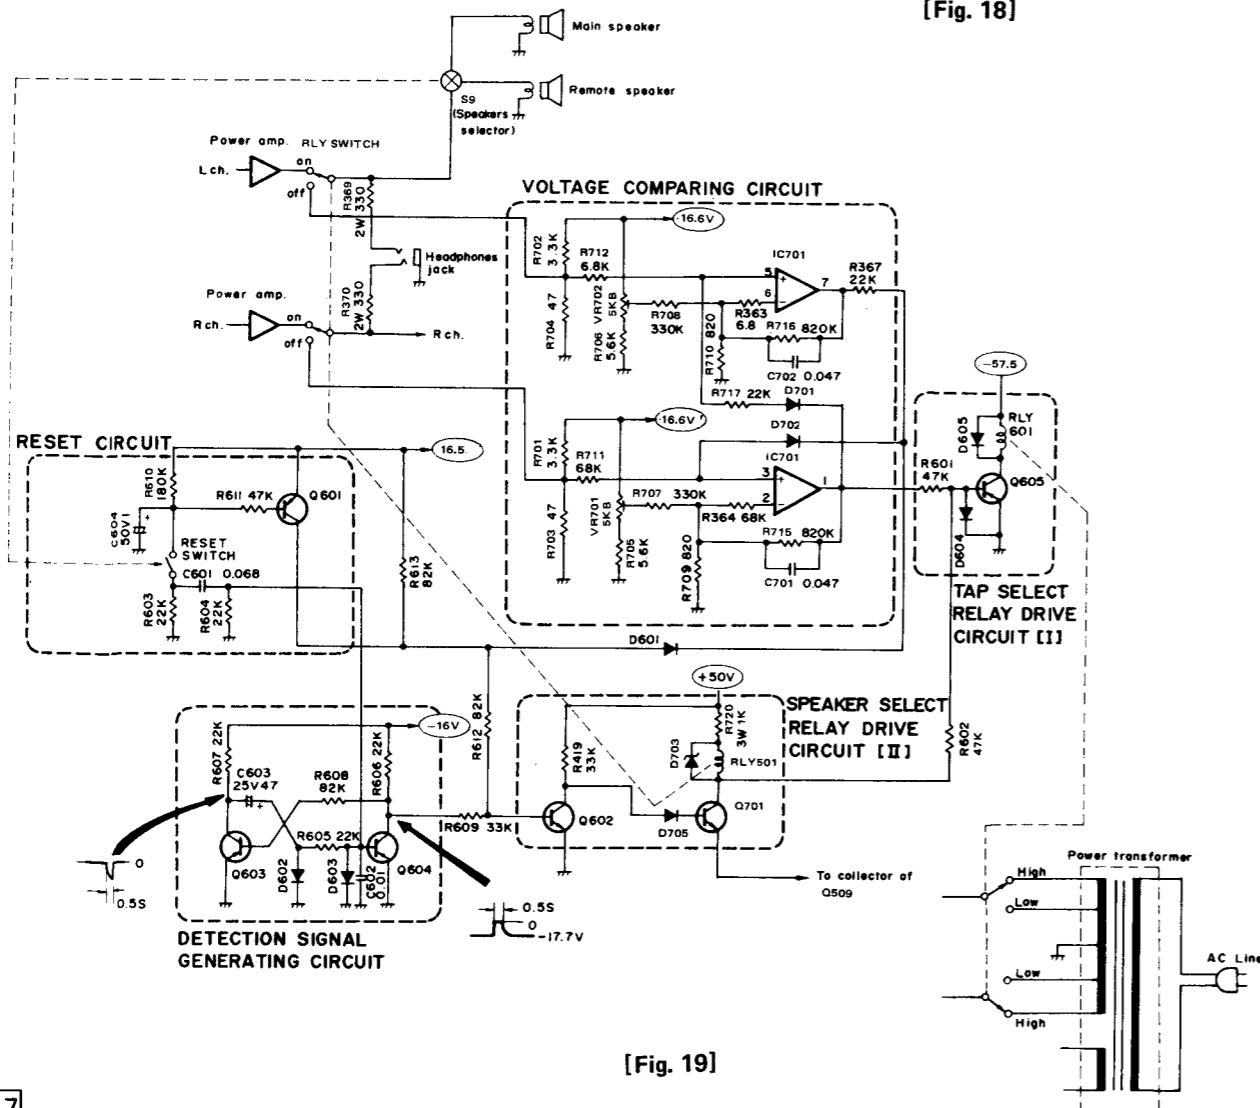 [Fig. 18]
Main speaker
Remote speaker
S9
(Speakers
selector)
Power amp. RLY SWITCH
L ch.
on
off
R369
2W 330
Headphones
jack
R370
2W 330
Power amp.
R ch.
on
off
R ch.
VOLTAGE COMPARING CIRCUIT
16.6V
R702
3.3K
R712
6.8K
R704 47
VR702
5KB
R706
5.6K
R708
330K
R710 820
IC701
5
6
7
R363
6.8
R716 820K
C702 0.047
R367
22K
R717 22K
D701
D702
16.6V
R701
3.3K
R711
68K
R703 47
VR701
5KB
R705
5.6K
R707 330K
R709 820
IC701
3
2
1
R364 68K
R715 820K
C701 0.047
-57.5
RLY
601
D605
R601
47K
Q605
D604
TAP SELECT
RELAY DRIVE
CIRCUIT [I]
RESET CIRCUIT
16.5
R610
180K
R611 47K
Q601
C604
50V1
RESET
SWITCH
C601 0.068
R603
22K
R604
22K
R613
82K
D601
R612 82K
DETECTION SIGNAL
GENERATING CIRCUIT
-16V
R607 22K
C603
25V47
R608
82K
R606 22K
R605 22K
Q603
D602
D603
C602
0.01
Q604
R609 33K
0
0.5S
0.5S
0
-17.7V
+50V
SPEAKER SELECT
RELAY DRIVE
CIRCUIT [II]
R419
33K
R720
3W 1K
D703
RLY501
Q602
D705
Q701
R602
47K
To collector of
Q509
Power transformer
High
Low
Low
High
AC Line
[Fig. 19]
7